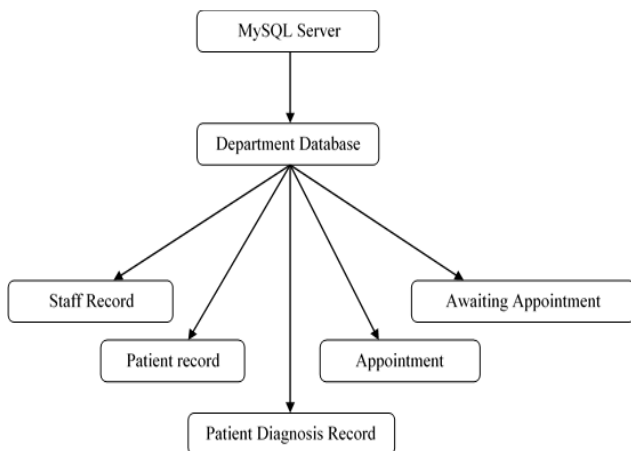 MySQL Server
Department Database
Staff Record
Awaiting Appointment
Patient record
Appointment
Patient Diagnosis Record